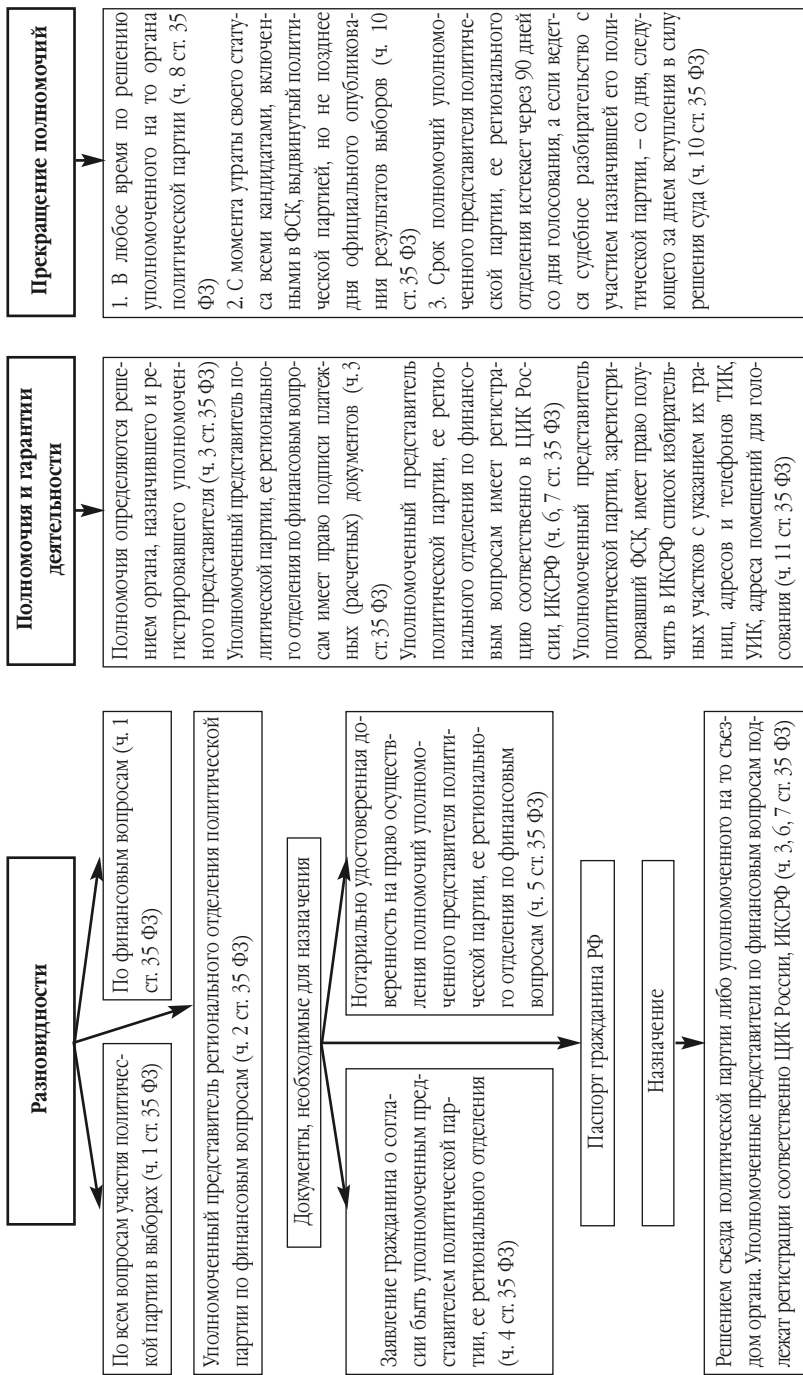 Разновидности
По всем вопросам участия политичес-
кой партии в выборах (ч. 1 ст. 35 ФЗ)
По финансовым вопросам (ч. 1
ст. 35 ФЗ)
Уполномоченный представитель регионального отделения политической
партии по финансовым вопросам (ч. 2 ст. 35 ФЗ)
Документы, необходимые для назначения
Заявление гражданина о согла-
сии быть уполномоченным пред-
ставителем политической пар-
тии, ее регионального отделения
(ч. 4 ст. 35 ФЗ)
Нотариально удостоверенная до-
веренность на право осуществ-
ления полномочий уполномо-
ченного представителя полити-
ческой партии, ее регионально-
го отделения по финансовым
вопросам (ч. 5 ст. 35 ФЗ)
Паспорт гражданина РФ
Назначение
Решением съезда политической партии либо уполномоченного на то съез-
дом органа. Уполномоченные представители по финансовым вопросам под-
лежат регистрации соответственно ЦИК России, ИКСРФ (ч. 3, 6, 7 ст. 35 ФЗ)
Полномочия и гарантии
деятельности
Полномочия определяются реше-
нием органа, назначившего и ре-
гистрировавшего уполномочен-
ного представителя (ч. 3 ст. 35 ФЗ)
Уполномоченный представитель по-
литической партии, ее регионально-
го отделения по финансовым вопро-
сам имеет право подписи платеж-
ных (расчетных) документов (ч. 3
ст. 35 ФЗ)
Уполномоченный представитель
политической партии, ее регио-
нального отделения по финансо-
вым вопросам имеет регистра-
цию соответственно в ЦИК Рос-
сии, ИКСРФ (ч. 6, 7 ст. 35 ФЗ)
Уполномоченный представитель
политической партии, зарегистри-
ровавший ФСК, имеет право полу-
чить в ИКСРФ список избиратель-
ных участков с указанием их гра-
ниц, адресов и телефонов ТИК,
УИК, адреса помещений для голо-
сования (ч. 11 ст. 35 ФЗ)
Прекращение полномочий
1. В любое время по решению
уполномоченного на то органа
политической партии (ч. 8 ст. 35
ФЗ)
2. С момента утраты своего стату-
са всеми кандидатами, включен-
ными в ФСК, выдвинутый полити-
ческой партией, но не позднее
дня официального опубликова-
ния результатов выборов (ч. 10
ст. 35 ФЗ)
3. Срок полномочий уполномо-
ченного представителя политиче-
ской партии, ее регионального
отделения истекает через 90 дней
со дня голосования, а если ведет-
ся судебное разбирательство с
участием назначившей его поли-
тической партии, – со дня, следу-
ющего за днем вступления в силу
решения суда (ч. 10 ст. 35 ФЗ)